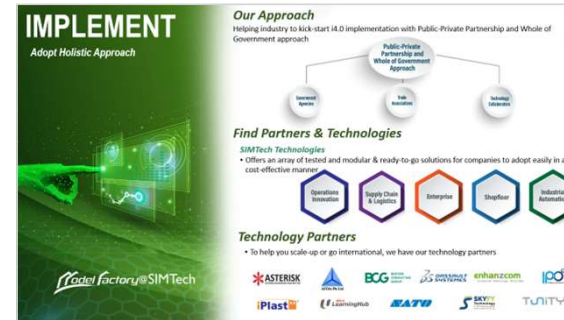 IMPLEMENT
Adopt Holistic Approach
Model factory@SIMTech
Our Approach
Helping industry to kick-start i4.0 implementation with Public-Private Partnership and Whole of
Government approach
Public-Private
Partnership and
Whole of Government
Approach
Government
Agencies
Trade
Associations
Technology
Collaborators
Find Partners & Technologies
SIMTech Technologies
• Offers an array of tested and modular & ready-to-go solutions for companies to adopt easily in a
cost-effective manner
Operations
Innovation
Supply Chain
& Logistics
Enterprise
Shopfloor
Industrial
Automation
Technology Partners
• To help you scale-up or go international, we have our technology partners
ASTERISK
BCG
DASSAULT
SYSTEMES
enhanzcom
iPlast
LearningHub
SATO
SKYFY
Technology
TUNITY